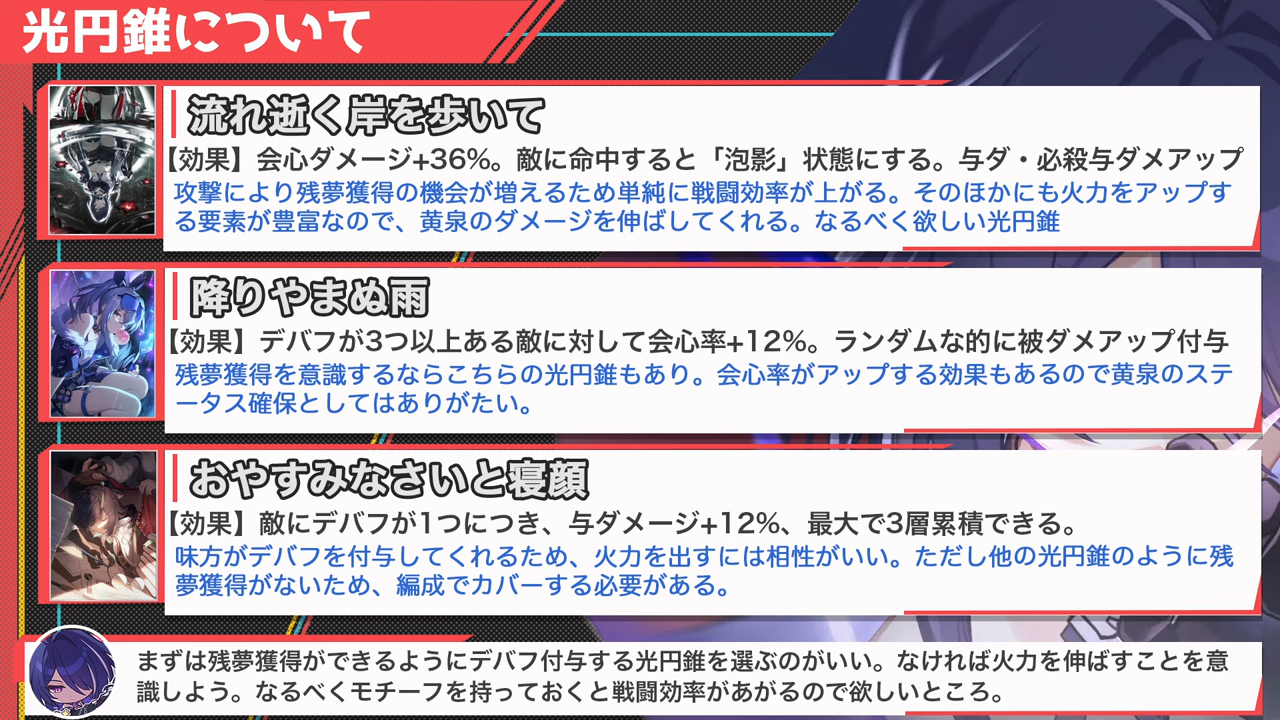 光円錐について
流れ逝く岸を歩いて
【効果】会心ダメージ+36%。敵に命中すると「泡影」状態にする。与ダ・必殺与ダメアップ
攻撃により残夢獲得の機会が増えるため単純に戦闘効率が上がる。そのほかにも火力をアップす
る要素が豊富なので、黄泉のダメージを伸ばしてくれる。なるべく欲しい光円錐
降りやまぬ雨
【効果】デバフが3つ以上ある敵に対して会心率+12%。ランダムな的に被ダメアップ付与
残夢獲得を意識するならこちらの光円錐もあり。会心率がアップする効果もあるので黄泉のステ
ータス確保としてはありがたい。
おやすみなさいと寝顔
【効果】敵にデバフが1つにつき、与ダメージ+12%、最大で3層累積できる。
味方がデバフを付与してくれるため、火力を出すには相性がいい。ただし他の光円錐のように残
夢獲得がないため、編成でカバーする必要がある。
まずは残夢獲得ができるようにデバフ付与する光円錐を選ぶのがいい。なければ火力を伸ばすことを意
識しよう。なるべくモチーフを持っておくと戦闘効率があがるので欲しいところ。